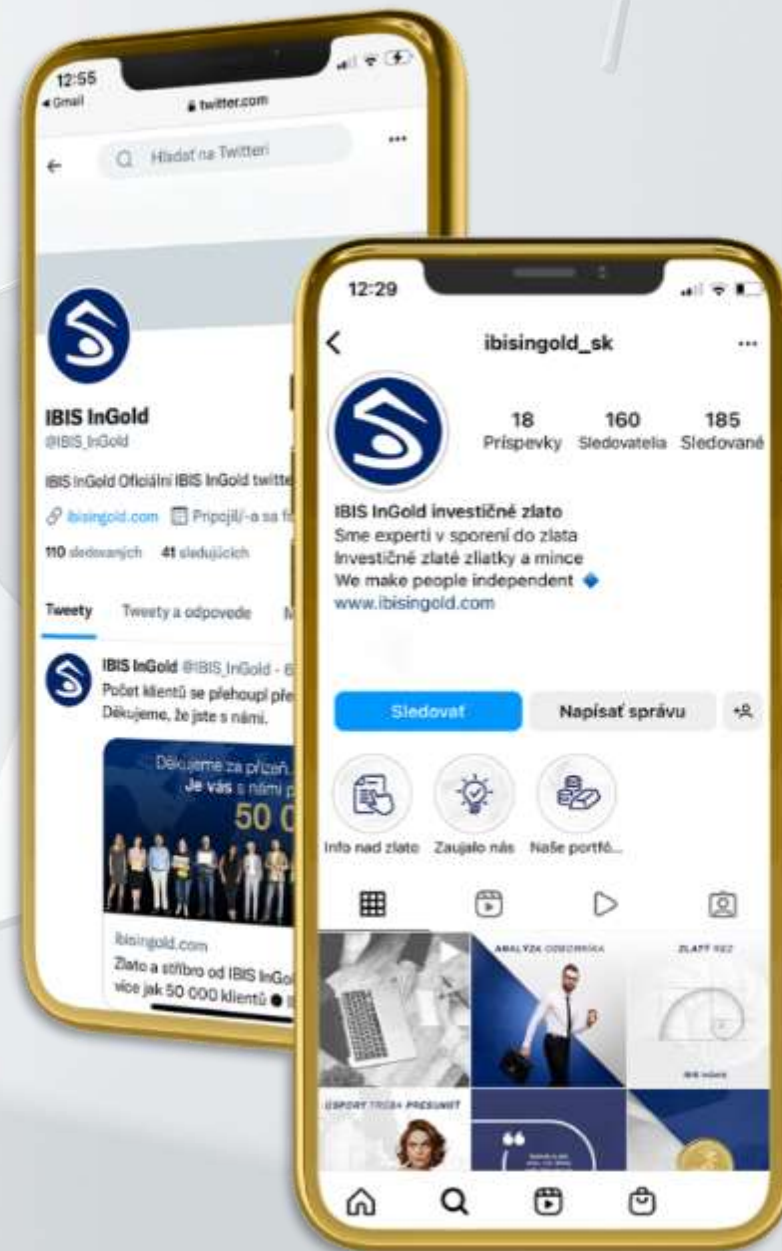 12:55
Gmail
twitter.com
Hľadať na Twitteri
IBIS InGold
@IBIS_InGold
IBIS InGold Oficiální IBIS InGold twitte
ibisingold.com Pripojil/-a sa
110 sledovaných 41 sledujúcich
Tweety Tweety a odpovede M
IBIS InGold @IBIS_InGold - 6
Počet klientů se přehoupl pře
Děkujeme, že jste s námi.
Děkujeme za přízeň.
Je vás s námi p
50 0
ibisingold.com
Zlato a stříbro od IBIS InGol
více jak 50 000 klientů
12:29
ibisingold_sk
18 160 185
Príspevky Sledovatelia Sledované
IBIS InGold investičné zlato
Sme experti v sporení do zlata
Investičné zlaté zliatky a mince
We make people independent
www.ibisingold.com
Sledovať Napísať správu
Info nad zlato Zaujalo nás Naše portfó...
ANALÝZA ODBORNÍKA ZLATÝ REZ
ÚSPORY TREBA PRESUNÚŤ